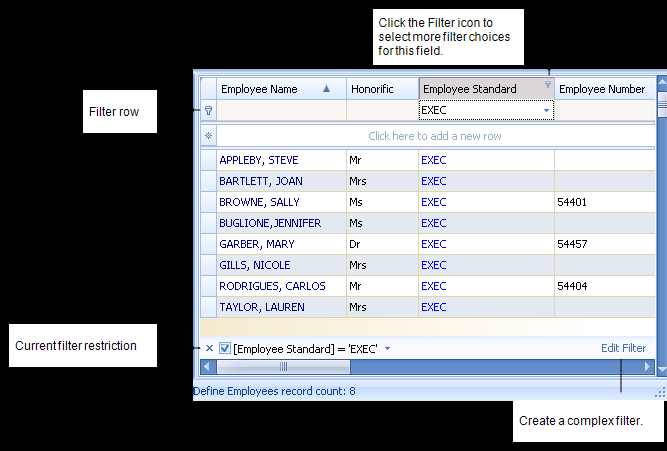 Click the Filter icon to
select more filter choices
for this field.
Employee Name Honorific Employee Standard Employee Number
Filter row
EXEC
Click here to add a new row
APPLEBY, STEVE Mr EXEC
BARTLETT, JOAN Mrs EXEC
BROWNE, SALLY Ms EXEC 54401
BUGLIONE,JENNIFER Ms EXEC
GARBER, MARY Dr EXEC 54457
GILLS, NICOLE Mrs EXEC
RODRIGUES, CARLOS Mr EXEC 54404
TAYLOR, LAUREN Mrs EXEC
Current filter restriction
[Employee Standard] = 'EXEC' Edit Filter
Define Employees record count: 8
Create a complex filter.